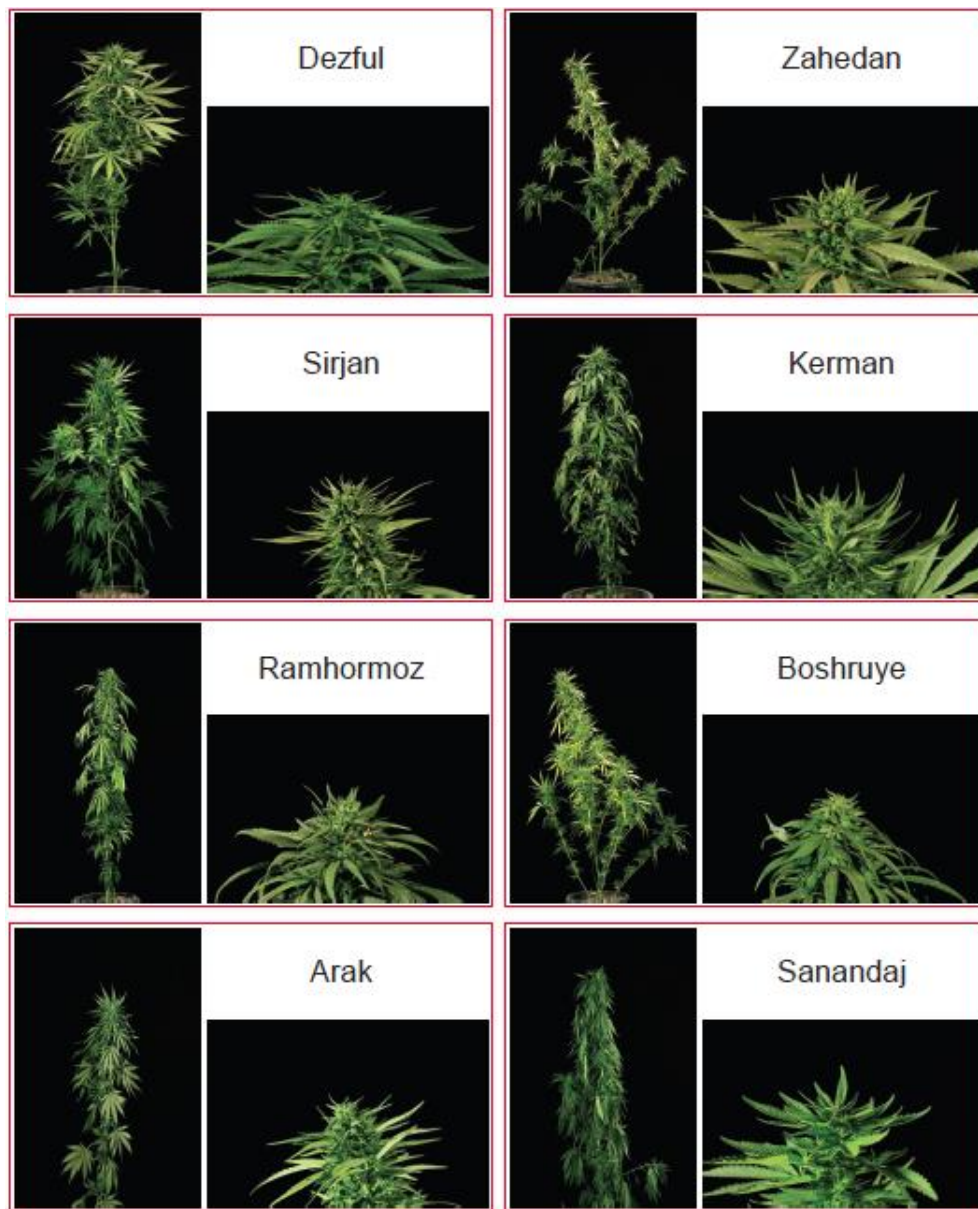 Dezful
Zahedan
Sirjan
Kerman
Ramhormoz
Boshruye
Arak
Sanandaj